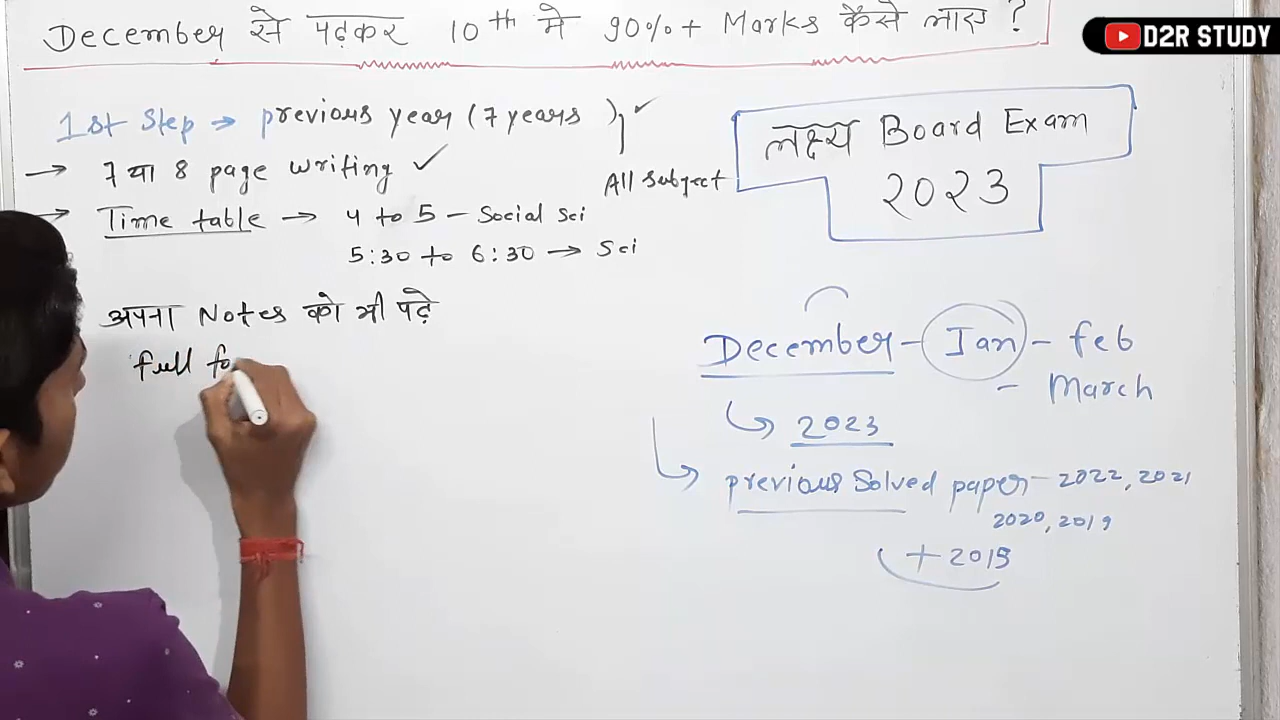 December से पढ़कर 10th मे 90%+ Marks कैसे लाए ?
D2R STUDY
1st Step → previous year (7 years )
→ 7 या 8 page writing ✓
All Subject
→ Time table → 4 to 5 – Social Sci
5:30 to 6:30 → Sci
अपना Notes को भी पढ़े
full fo
लक्ष्य Board Exam
2023
December – Jan – feb
– March
2023
previous Solved paper – 2022, 2021
2020, 2019